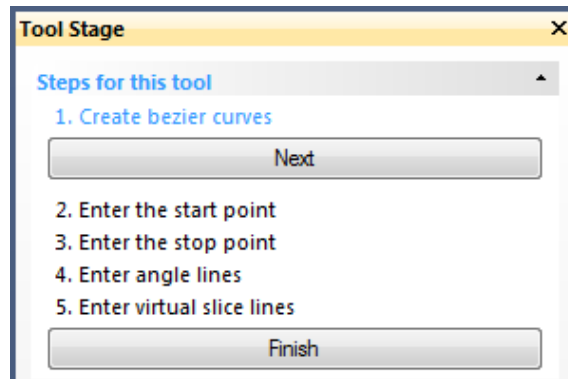 Tool Stage
Steps for this tool
1. Create bezier curves
Next
2. Enter the start point
3. Enter the stop point
4. Enter angle lines
5. Enter virtual slice lines
Finish